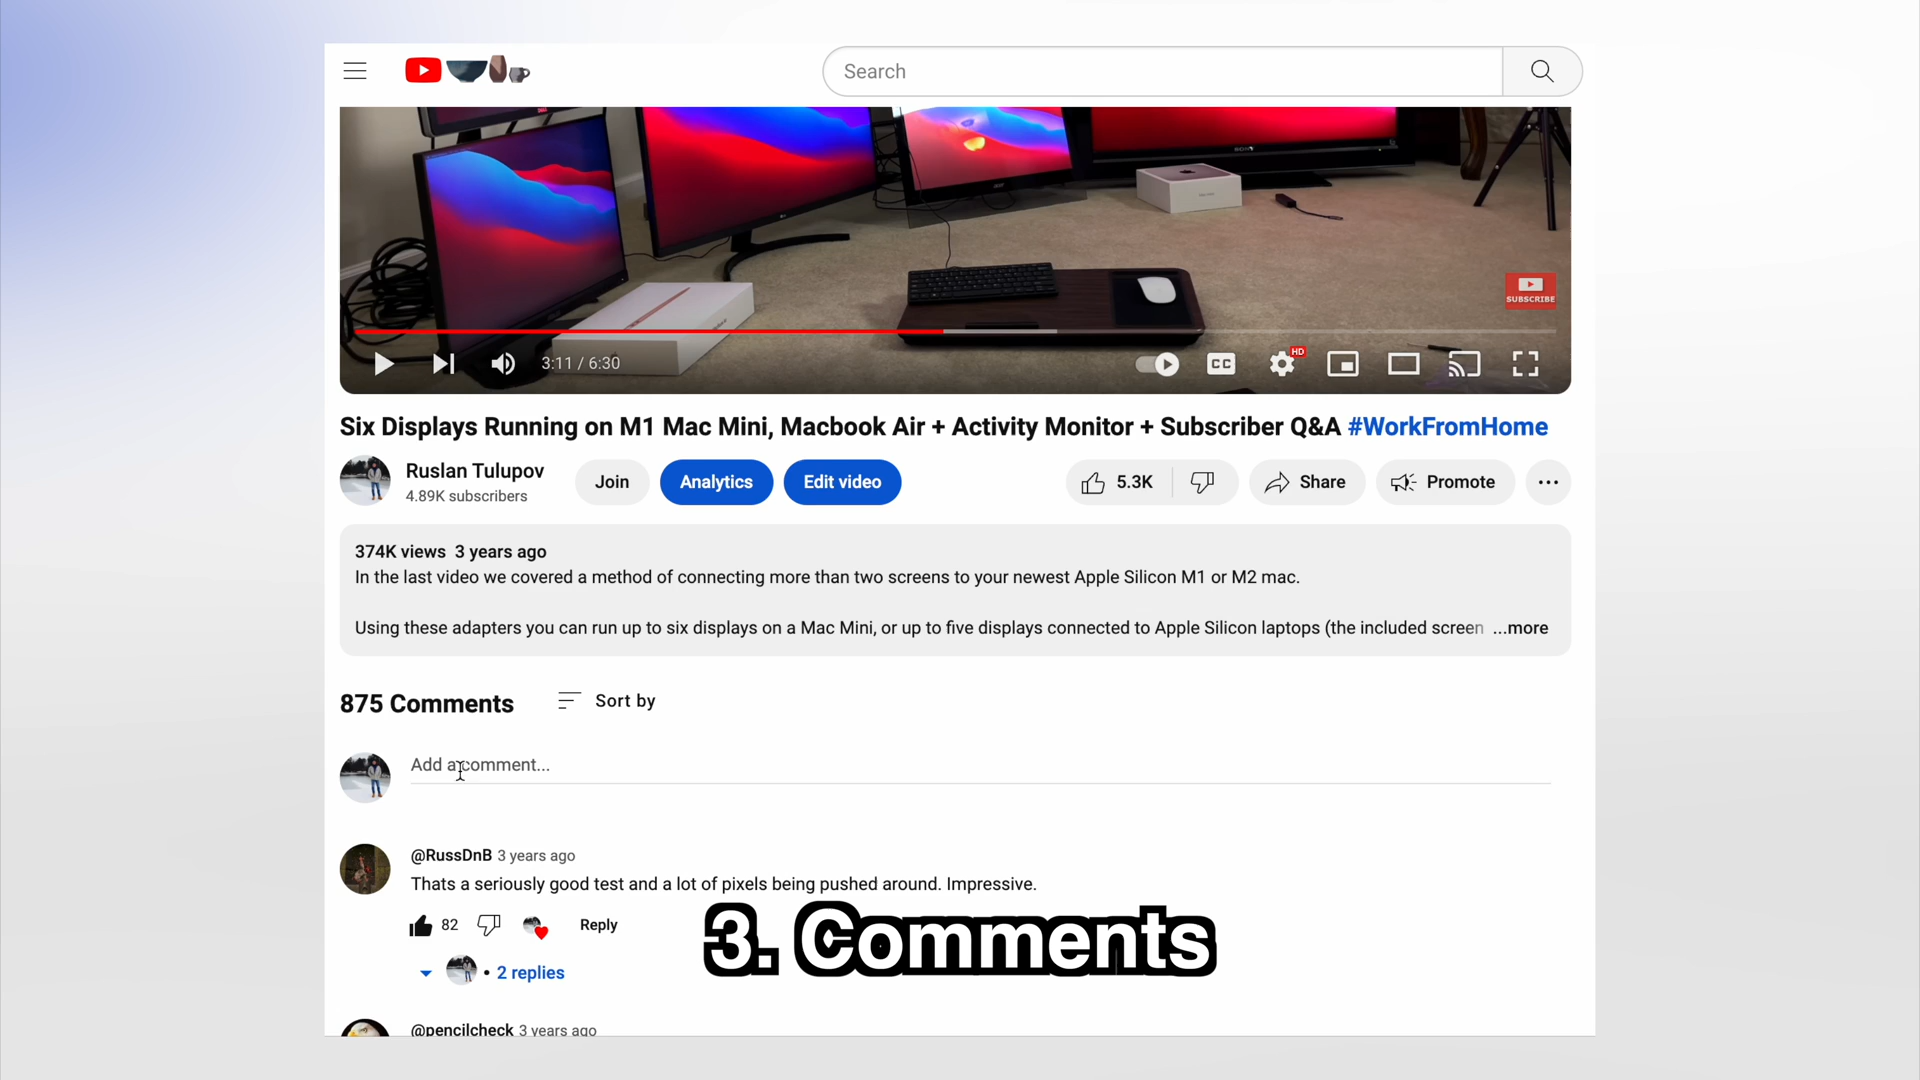 Search
SONY
SUBSCRIBE
3:11 / 6:30
CC
HD
Six Displays Running on M1 Mac Mini, Macbook Air + Activity Monitor + Subscriber Q&A #WorkFromHome
Ruslan Tulupov
4.89K subscribers
Join
Analytics
Edit video
5.3K
Share
Promote
374K views 3 years ago
In the last video we covered a method of connecting more than two screens to your newest Apple Silicon M1 or M2 mac.
Using these adapters you can run up to six displays on a Mac Mini, or up to five displays connected to Apple Silicon laptops (the included screen ...more
875 Comments
Sort by
Add a comment...
@RussDnB 3 years ago
Thats a seriously good test and a lot of pixels being pushed around. Impressive.
82
Reply
• 2 replies
3. Comments
@pencilcheck 3 years ago